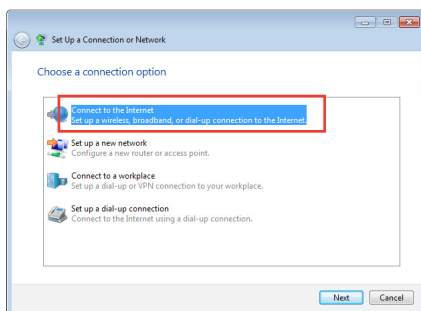 Set Up a Connection or Network
Choose a connection option
Connect to the Internet
Set up a wireless, broadband, or dial-up connection to the Internet.
Set up a new network
Configure a new router or access point.
Connect to a workplace
Set up a dial-up or VPN connection to your workplace.
Set up a dial-up connection
Connect to the Internet using a dial-up connection.
Next Cancel